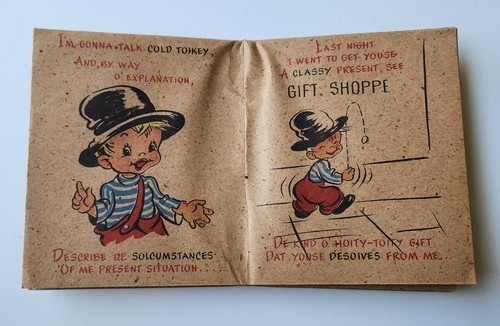 I'M GONNA TALK COLD TOIKEY,
AND, BY WAY
O' EXPLANATION,
DESCRIBE DE SOLCUMSTANCES
OF ME PRESENT SITUATION...
LAST NIGHT
I WENT TO GET YOUSE
A CLASSY PRESENT, SEE
GIFT. SHOPPE
DE KIND O' HOITY-TOITY GIFT
DAT YOUSE DESOIVES FROM ME...